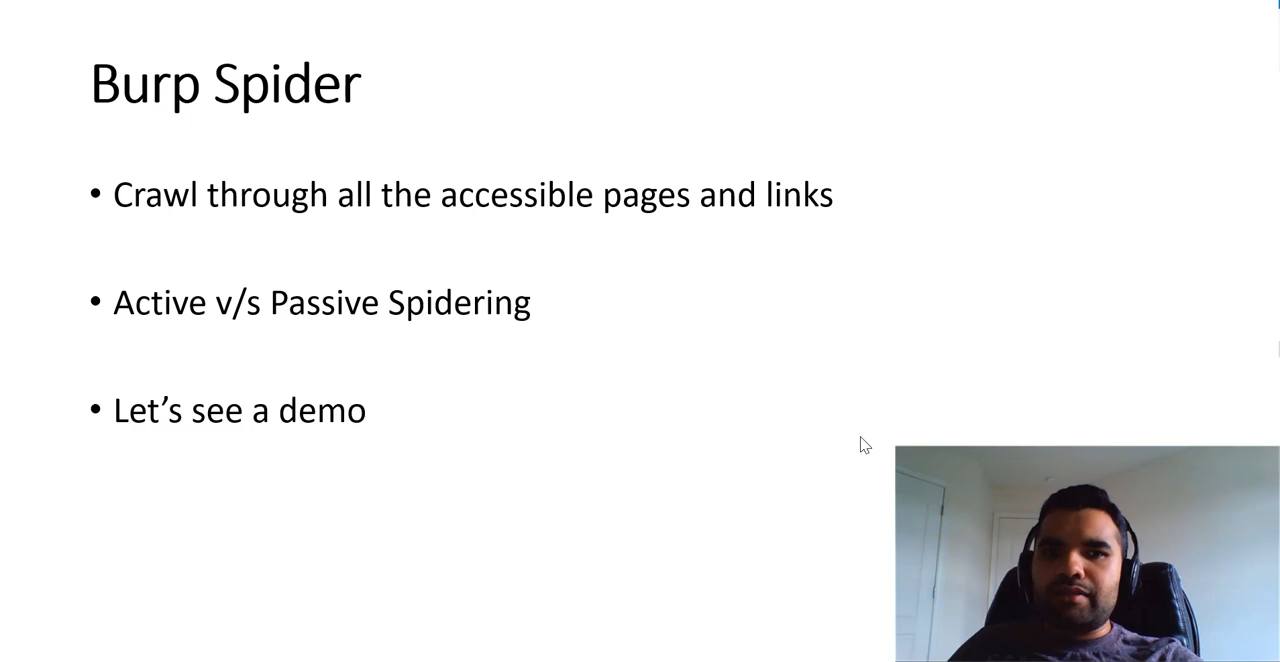 Burp Spider
• Crawl through all the accessible pages and links
• Active v/s Passive Spidering
• Let’s see a demo